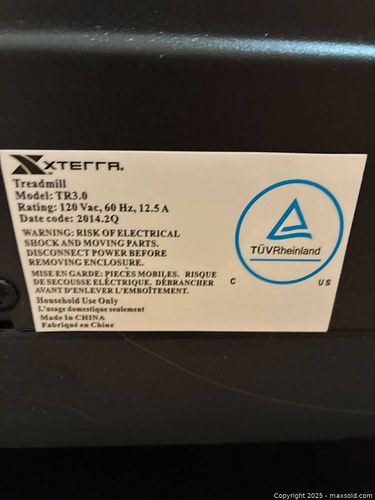 XTERRA
Treadmill
Model: TR3.0
Rating: 120 Vac, 60 Hz, 12.5 A
Date code: 2014.2Q
WARNING: RISK OF ELECTRICAL
SHOCK AND MOVING PARTS.
DISCONNECT POWER BEFORE
REMOVING ENCLOSURE.
MISE EN GARDE: PIECES MOBILES. RISQUE
DE SECOUSSE ELÉCTRIQUE, DÉBRANCHER
AVANT D'ENLEVER L'EMBOÎTEMENT.
Household Use Only
L'usage domestique seulement
Made In CHINA
Fabriqué en Chine
TÜVRheinland
C US
Copyright 2025 - maxsold.com